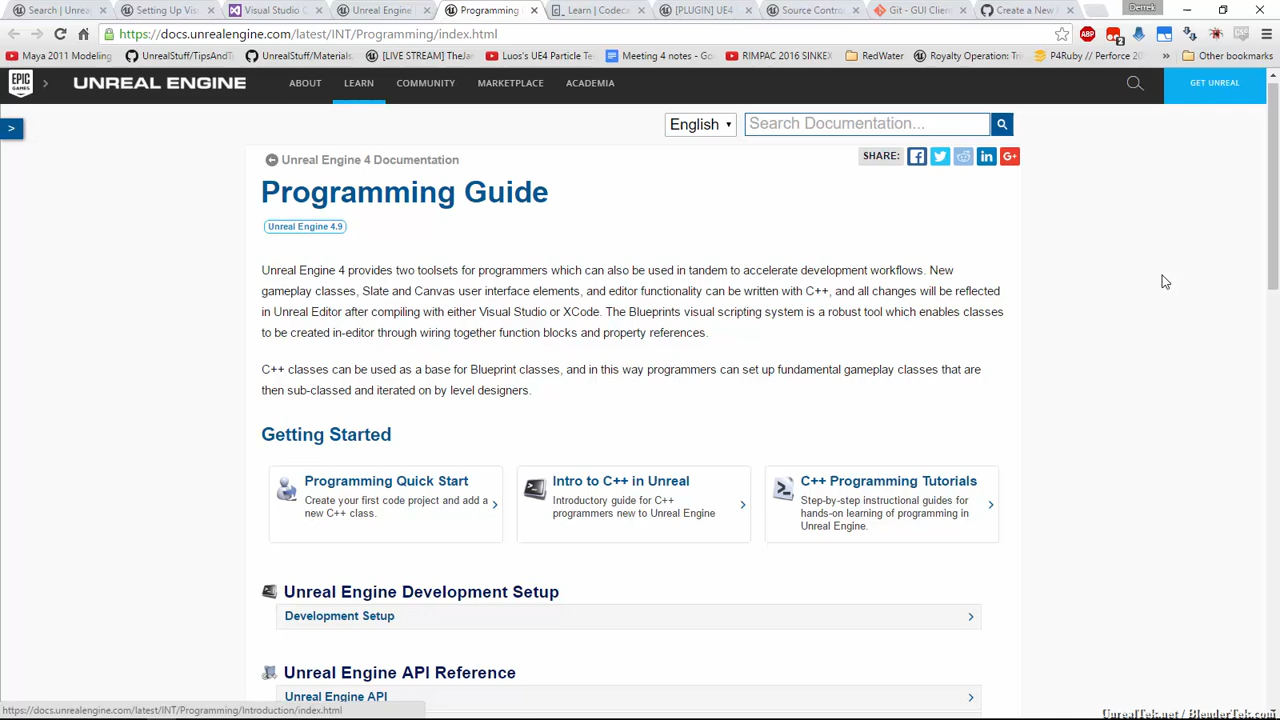 Search | Unrea
Setting Up Vis
Visual Studio C
Unreal Engine
Programming
Learn | Codeca
[PLUGIN] UE4
Source Contro
Git - GUI Client
Create a New
Derrek
https://docs.unrealengine.com/latest/INT/Programming/index.html
ABP
2
Maya 2011 Modeling
UnrealStuff/TipsAndT
UnrealStuff/Materials
[LIVE STREAM] TheJa
Luos's UE4 Particle Te
Meeting 4 notes - Go
RIMPAC 2016 SINKEX
RedWater
Royalty Operation: Tr
P4Ruby // Perforce 20
»
Other bookmarks
EPIC GAMES
UNREAL ENGINE
ABOUT
LEARN
COMMUNITY
MARKETPLACE
ACADEMIA
GET UNREAL
>
English
Search Documentation...
Unreal Engine 4 Documentation
SHARE:
Programming Guide
Unreal Engine 4.9
Unreal Engine 4 provides two toolsets for programmers which can also be used in tandem to accelerate development workflows. New
gameplay classes, Slate and Canvas user interface elements, and editor functionality can be written with C++, and all changes will be reflected
in Unreal Editor after compiling with either Visual Studio or XCode. The Blueprints visual scripting system is a robust tool which enables classes
to be created in-editor through wiring together function blocks and property references.
C++ classes can be used as a base for Blueprint classes, and in this way programmers can set up fundamental gameplay classes that are
then sub-classed and iterated on by level designers.
Getting Started
Programming Quick Start
Create your first code project and add a
new C++ class.
Intro to C++ in Unreal
Introductory guide for C++
programmers new to Unreal Engine
C++ Programming Tutorials
Step-by-step instructional guides for
hands-on learning of programming in
Unreal Engine.
Unreal Engine Development Setup
Development Setup
Unreal Engine API Reference
Unreal Engine API
https://docs.unrealengine.com/latest/INT/Programming/Introduction/index.html
UnrealTek.net / BlenderTek.com